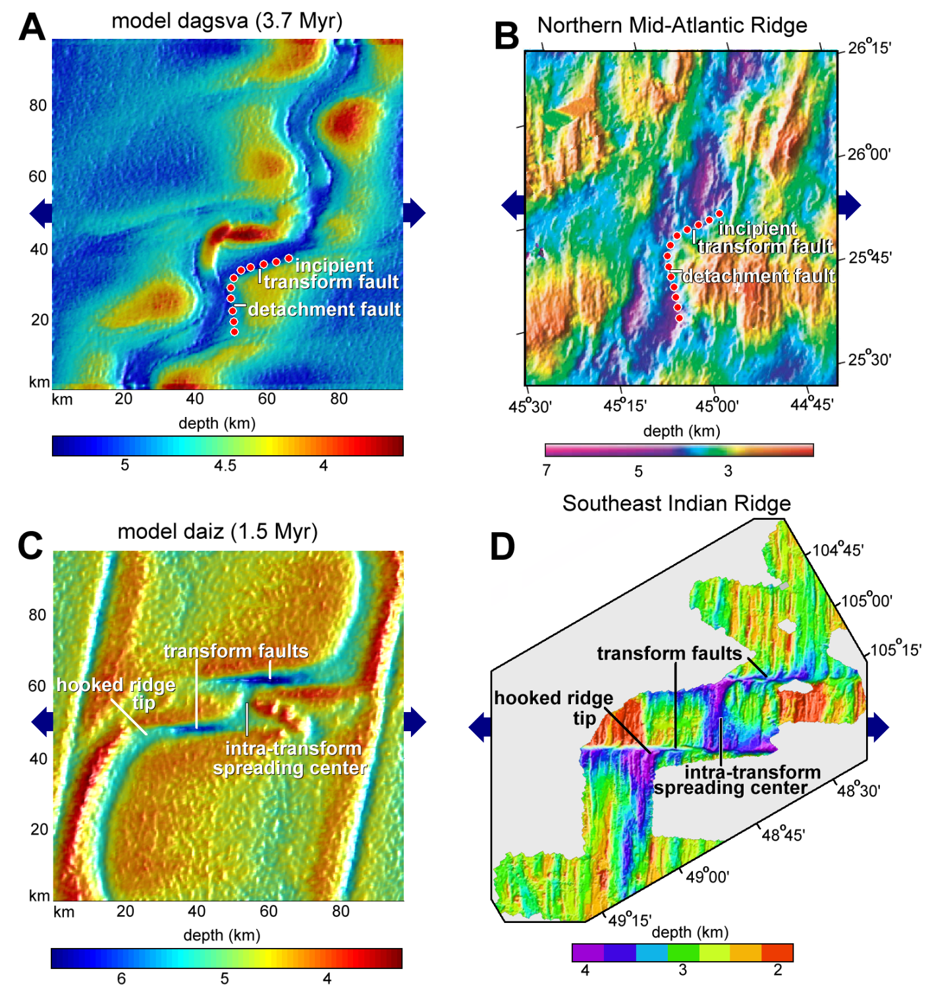 A
model dagsva (3.7 Myr)
80
60
40
20
km
incipient
transform fault
detachment fault
km
20
40
60
80
depth (km)
5
4.5
4
B
Northern Mid-Atlantic Ridge
26°15'
26°00'
25°45'
25°30'
incipient
transform fault
detachment fault
45°30'
45°15'
45°00'
44°45'
depth (km)
7
5
3
C
model daiz (1.5 Myr)
80
60
40
20
km
transform faults
hooked ridge
tip
intra-transform
spreading center
km
20
40
60
80
depth (km)
6
5
4
Southeast Indian Ridge
D
104°45'
105°00'
105°15'
transform faults
hooked ridge
tip
intra-transform
spreading center
48°30'
48°45'
49°00'
49°15'
depth (km)
4
3
2